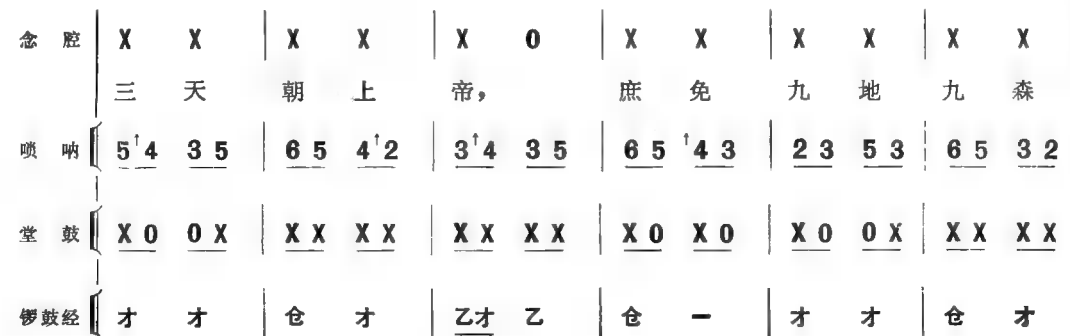 念 腔 X X | X X | X 0 | X X | X X | X X
三 天 朝 上 帝， 庶 免 九 地 九 森
唢 呐 5↑4 3 5 | 6 5 4↑2 | 3↑4 3 5 | 6 5 ↑4 3 | 2 3 5 3 | 6 5 3 2
堂 鼓 X 0 0 X | X X X X | X X X X | X 0 X 0 | X 0 0 X | X X X X
锣鼓经 才 才 | 仓 才 | 乙才 乙 | 仓 — | 才 才 | 仓 才